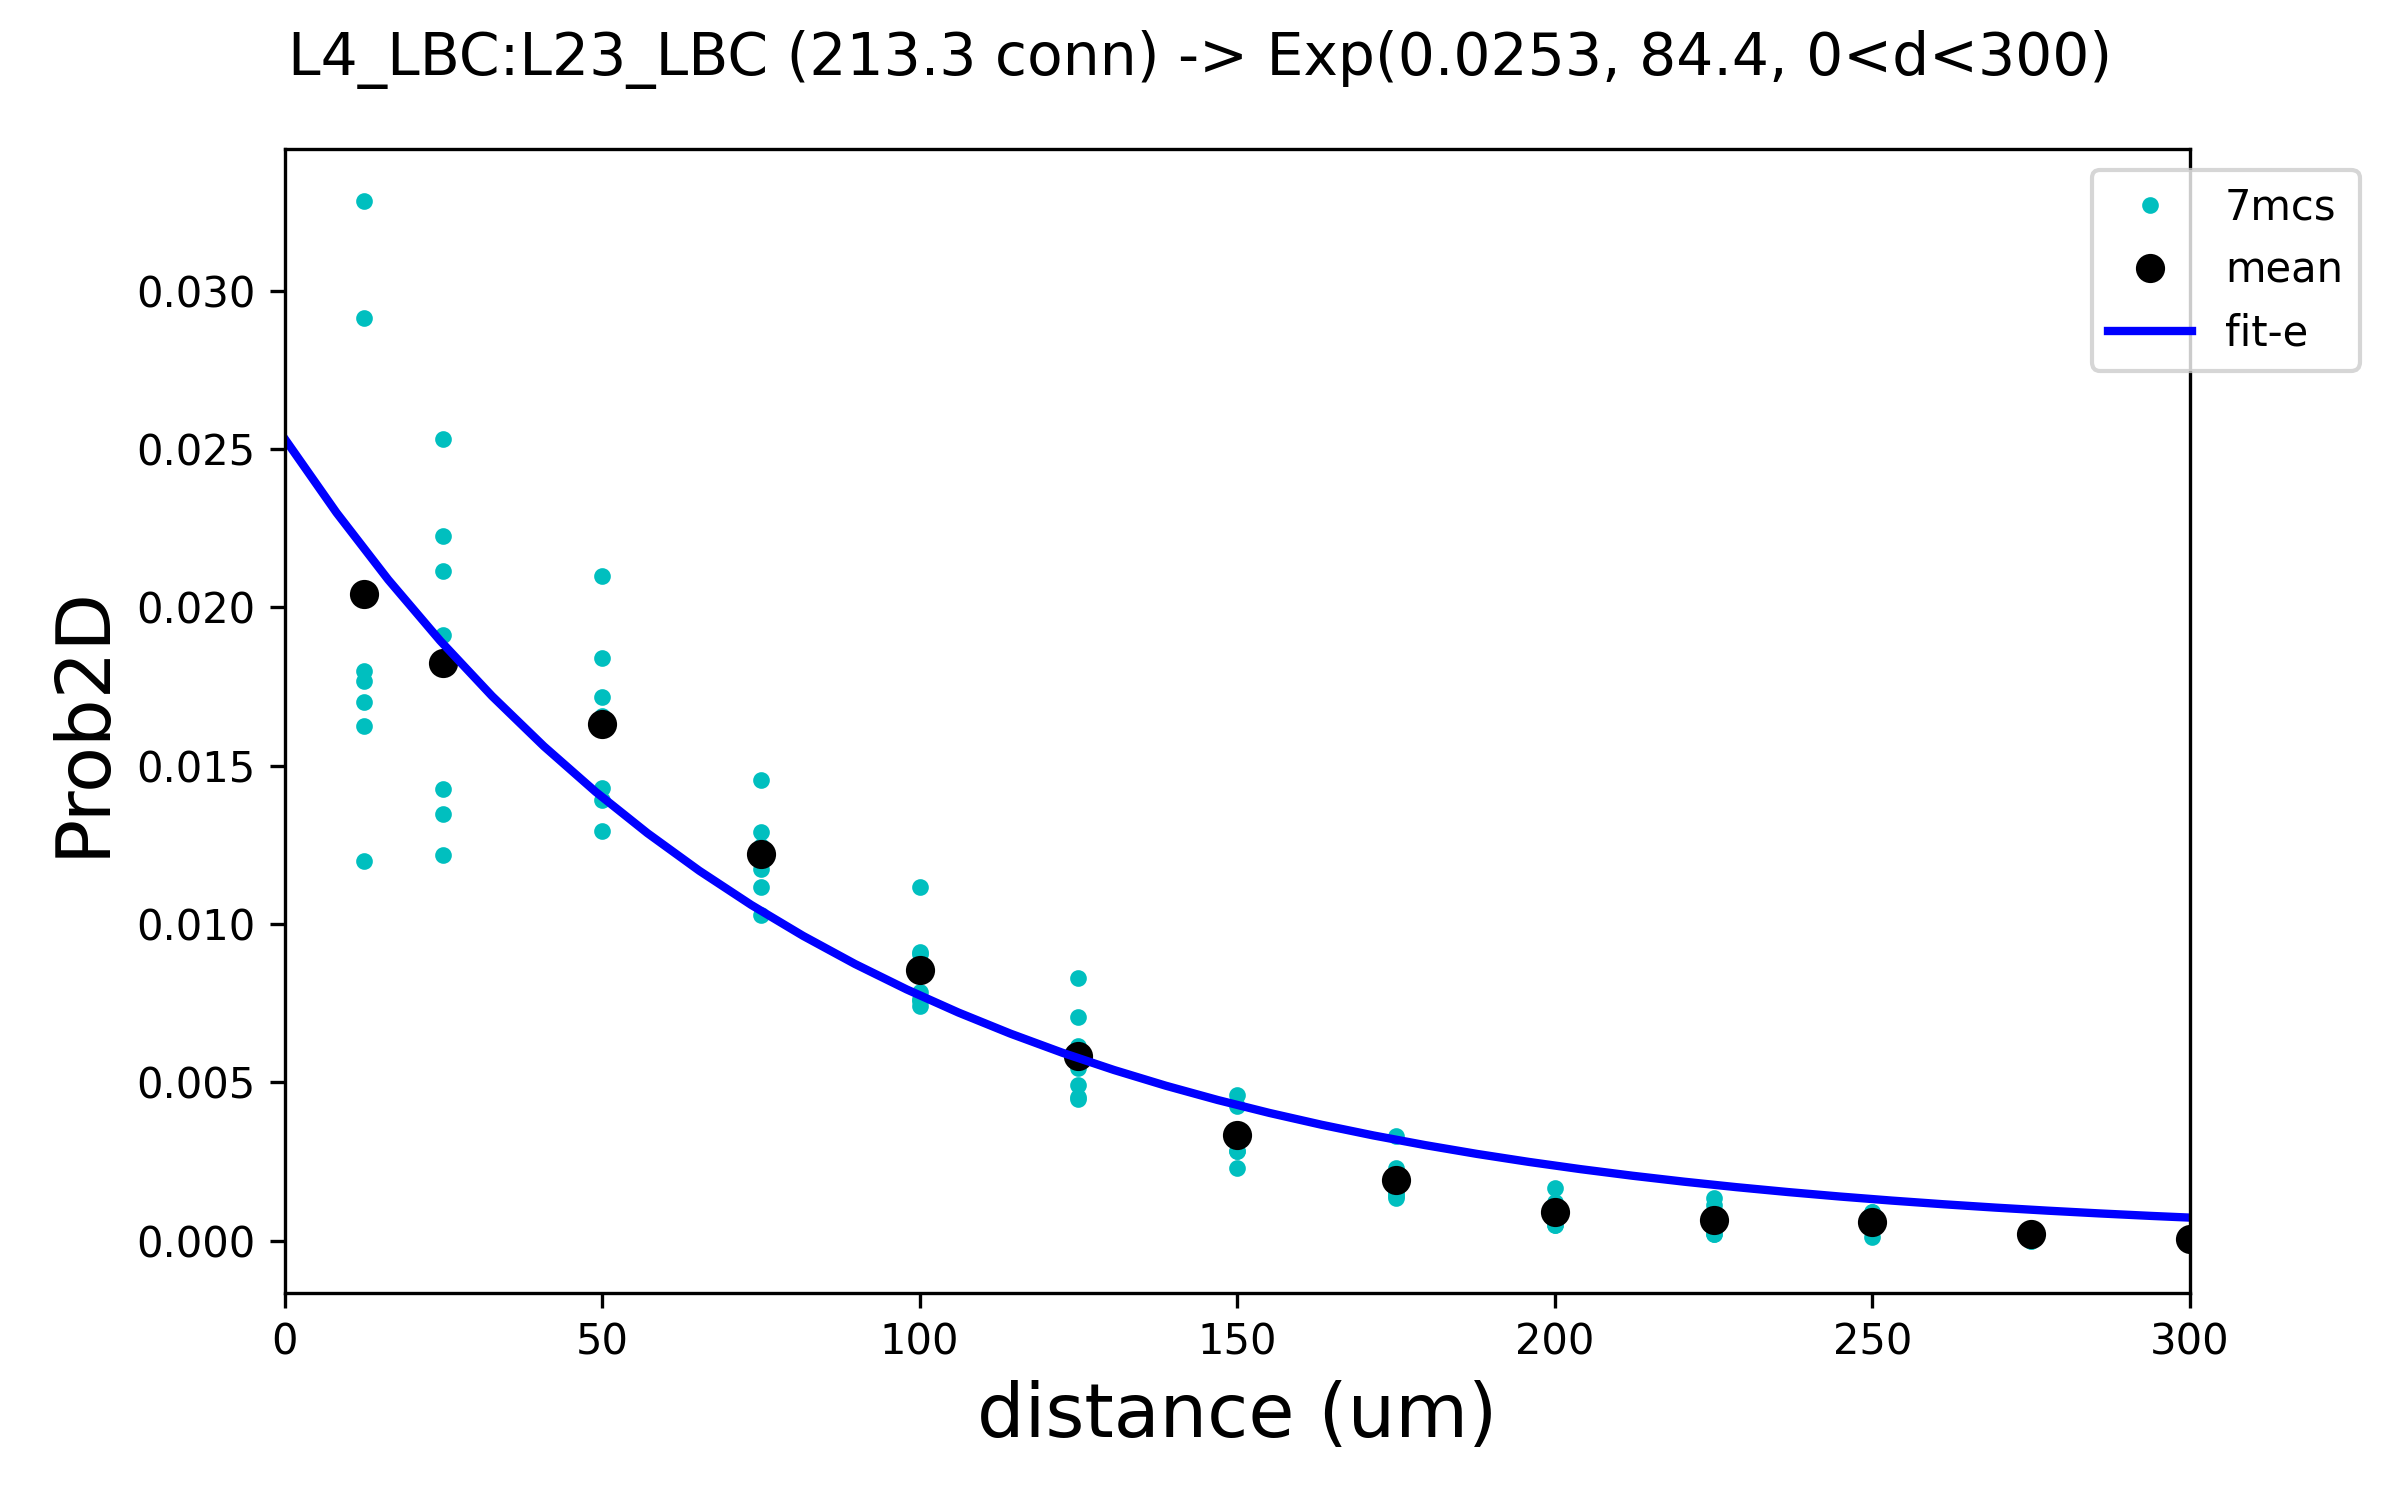 L4_LBC:L23_LBC (213.3 conn) -> Exp(0.0253, 84.4, 0<d<300)
7mcs
mean
fit-e
Prob2D
0.030
0.025
0.020
0.015
0.010
0.005
0.000
0 50 100 150 200 250 300
distance (um)